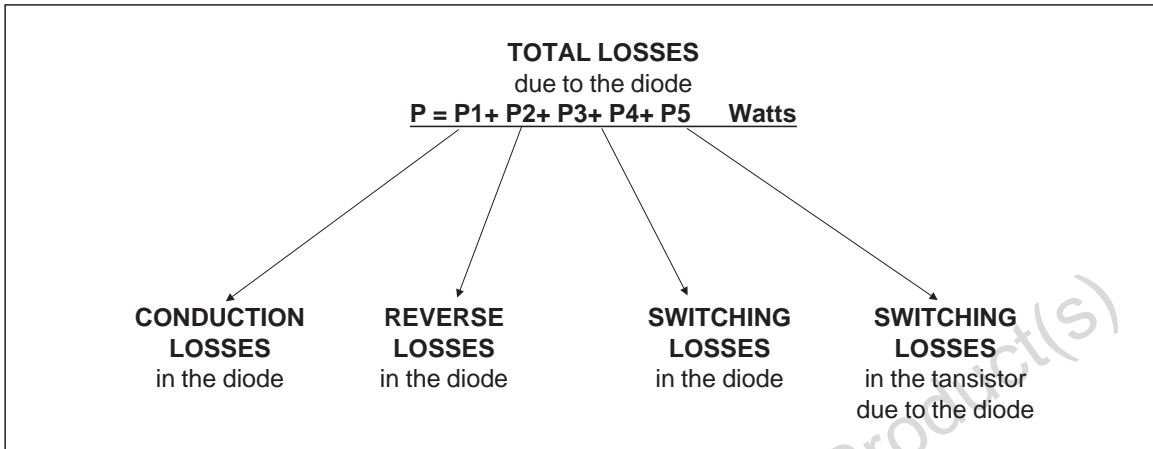 TOTAL LOSSES
due to the diode
P = P1+ P2+ P3+ P4+ P5 Watts
CONDUCTION
LOSSES
in the diode
REVERSE
LOSSES
in the diode
SWITCHING
LOSSES
in the diode
SWITCHING
LOSSES
in the tansistor
due to the diode
Product(s)